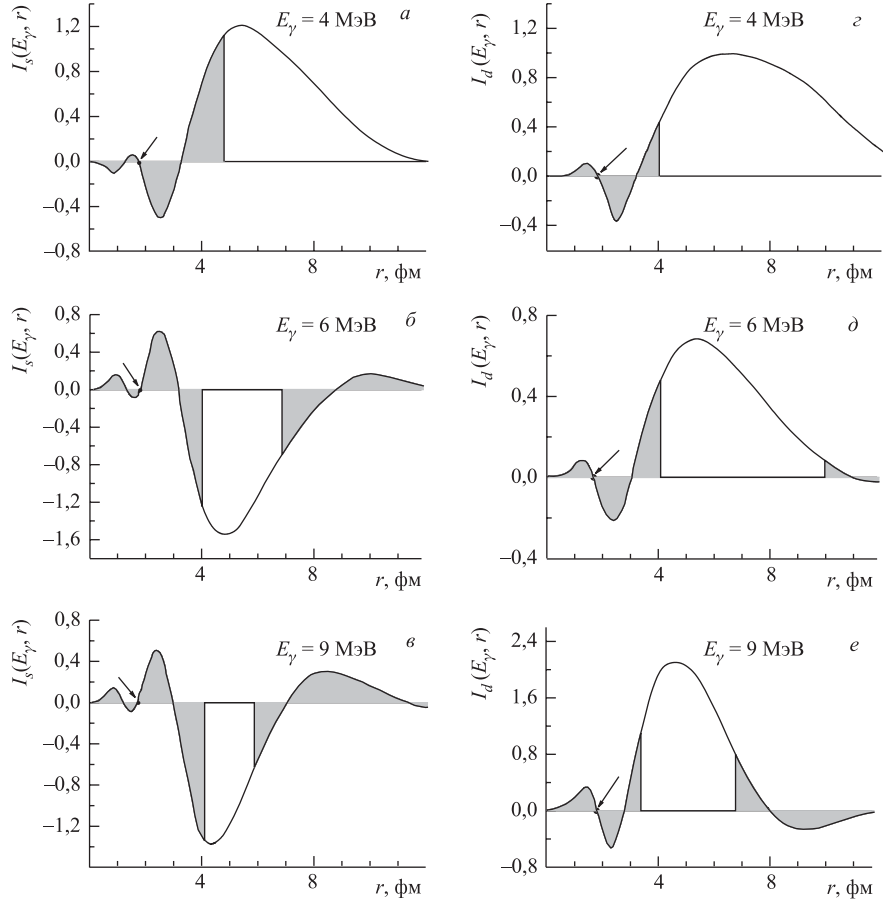 I_s(E_γ, r)
E_γ = 4 МэВ
а
1,2
0,8
0,4
0,0
–0,4
–0,8
4
8
r, фм
I_d(E_γ, r)
E_γ = 4 МэВ
г
1,2
0,8
0,4
0,0
–0,4
4
8
r, фм
I_s(E_γ, r)
E_γ = 6 МэВ
б
0,8
0,4
0,0
–0,4
–0,8
–1,2
–1,6
4
8
r, фм
I_d(E_γ, r)
E_γ = 6 МэВ
д
0,8
0,4
0,0
–0,4
4
8
r, фм
I_s(E_γ, r)
E_γ = 9 МэВ
в
0,8
0,4
0,0
–0,4
–0,8
–1,2
4
8
r, фм
I_d(E_γ, r)
E_γ = 9 МэВ
е
2,4
1,6
0,8
0,0
–0,8
4
8
r, фм